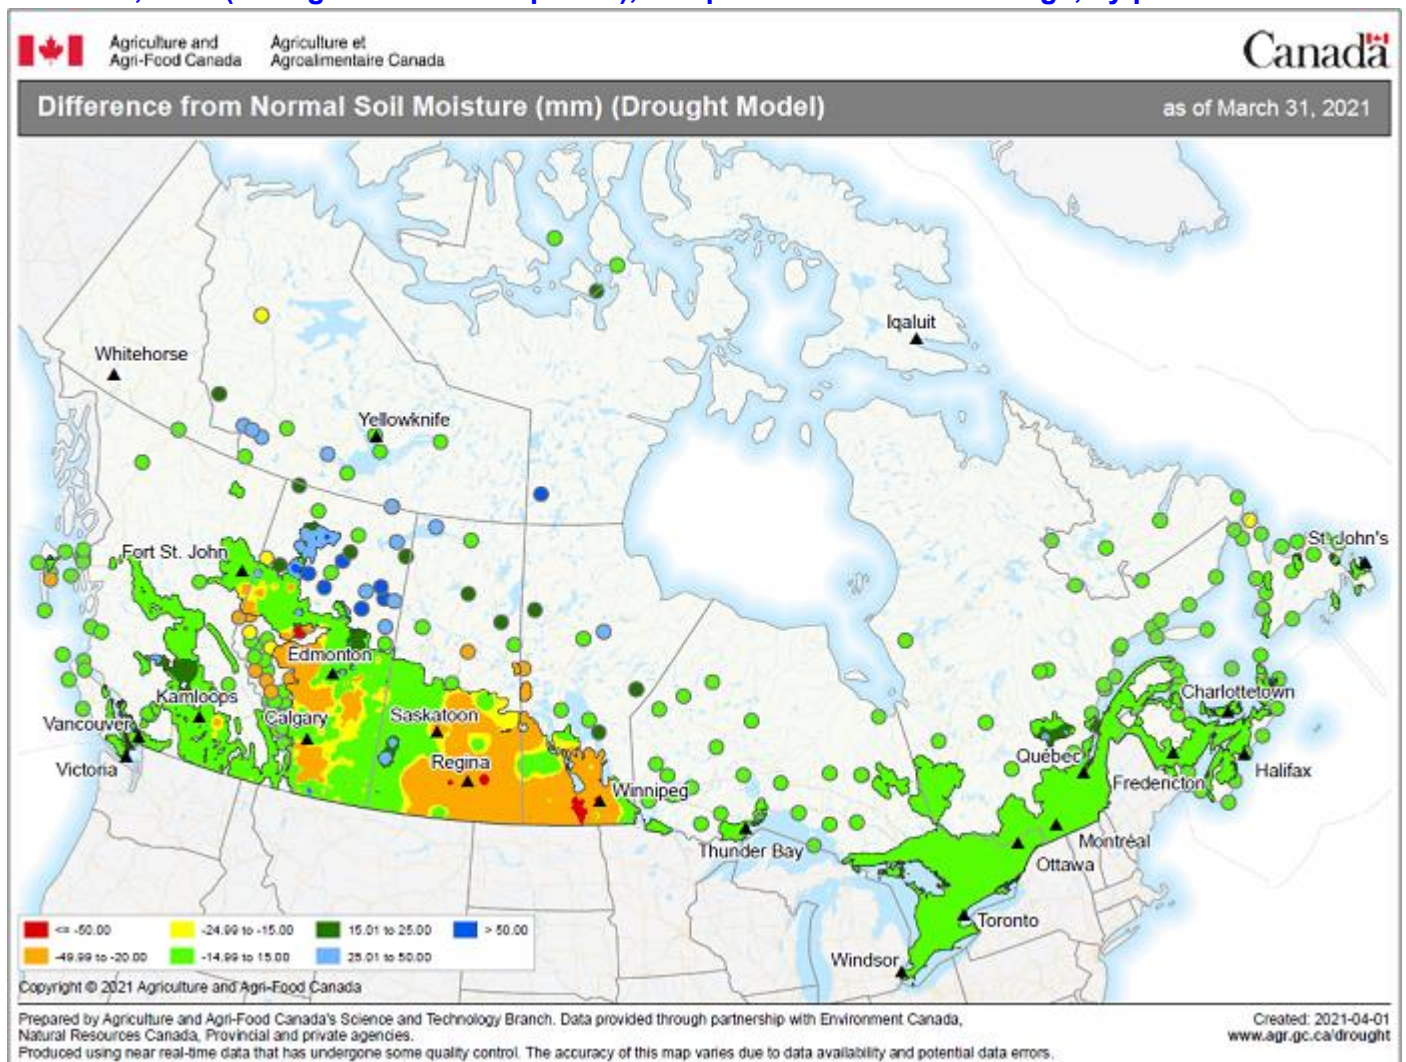 Agriculture and Agriculture et
Agri-Food Canada Agroalimentaire Canada
Canada
Difference from Normal Soil Moisture (mm) (Drought Model) as of March 31, 2021
Iqaluit
Whitehorse
Yellowknife
Fort St. John
St. John's
Edmonton
Kamloops
Charlottetown
Vancouver
Calgary
Saskatoon
Québec
Victoria
Regina
Halifax
Winnipeg
Fredericton
Thunder Bay
Montréal
Ottawa
Toronto
Windsor
<= -50.00 -24.99 to -15.00 15.01 to 25.00 > 50.00
-49.99 to -20.00 -14.99 to 15.00 25.01 to 50.00
Copyright © 2021 Agriculture and Agri-Food Canada
Prepared by Agriculture and Agri-Food Canada's Science and Technology Branch. Data provided through partnership with Environment Canada,
Natural Resources Canada, Provincial and private agencies.
Produced using near real-time data that has undergone some quality control. The accuracy of this map varies due to data availability and potential data errors.
Created: 2021-04-01
www.agr.gc.ca/drought